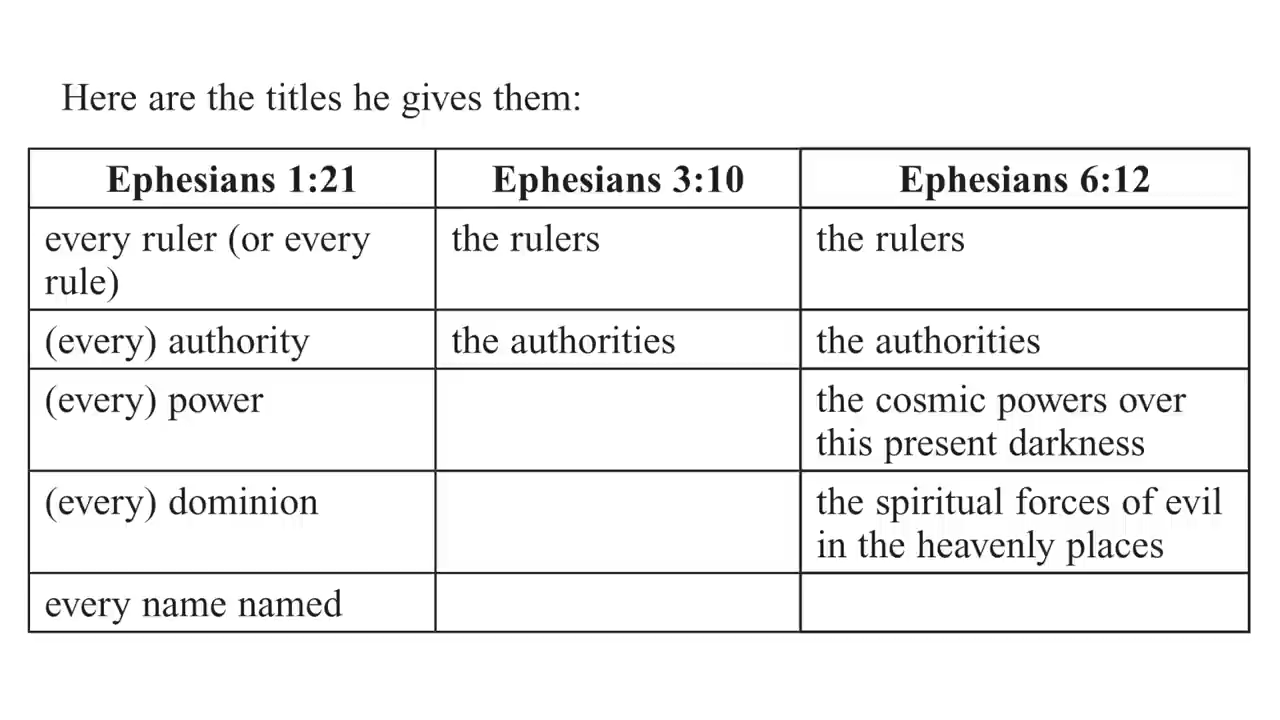 Here are the titles he gives them:
Ephesians 1:21 Ephesians 3:10 Ephesians 6:12
every ruler (or every the rulers the rulers
rule)
(every) authority the authorities the authorities
(every) power the cosmic powers over
this present darkness
(every) dominion the spiritual forces of evil
in the heavenly places
every name named